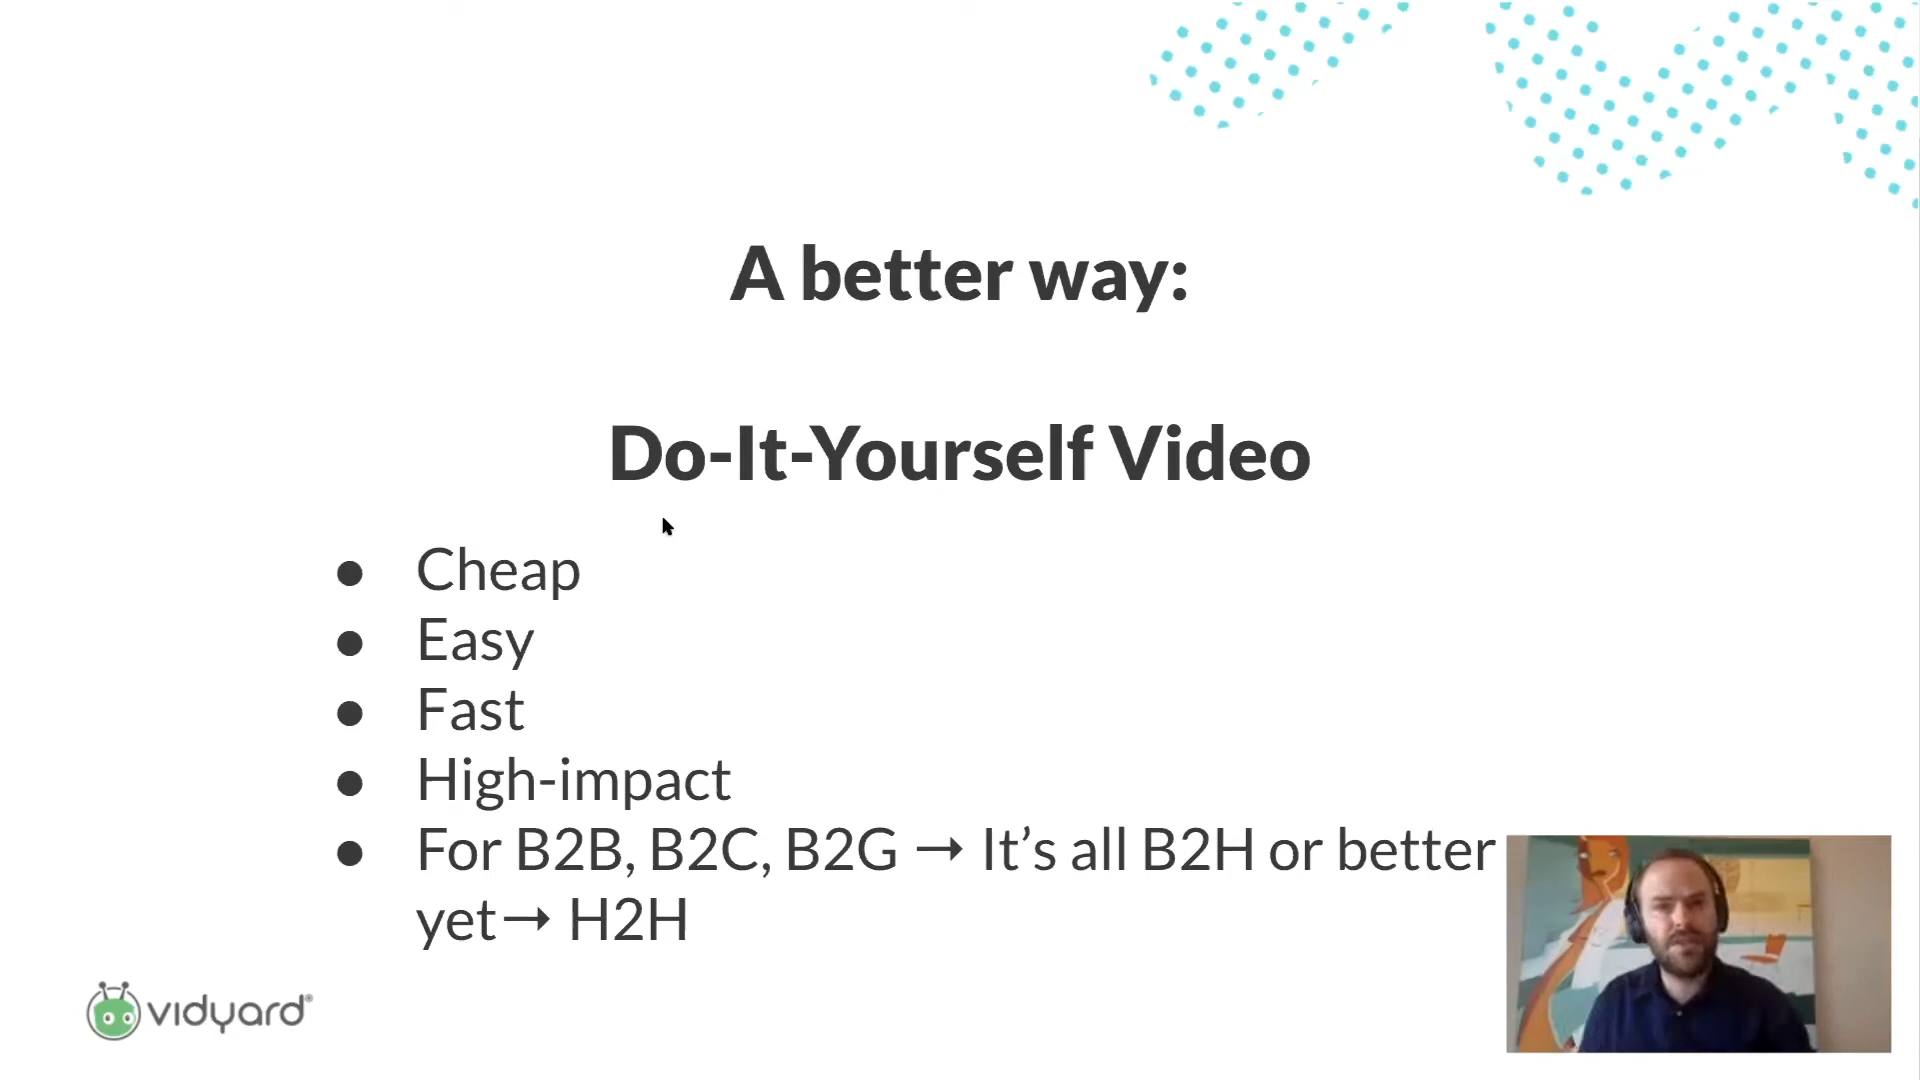 A better way:
Do-It-Yourself Video
● Cheap
● Easy
● Fast
● High-impact
● For B2B, B2C, B2G → It’s all B2H or better
yet→ H2H
vidyard®